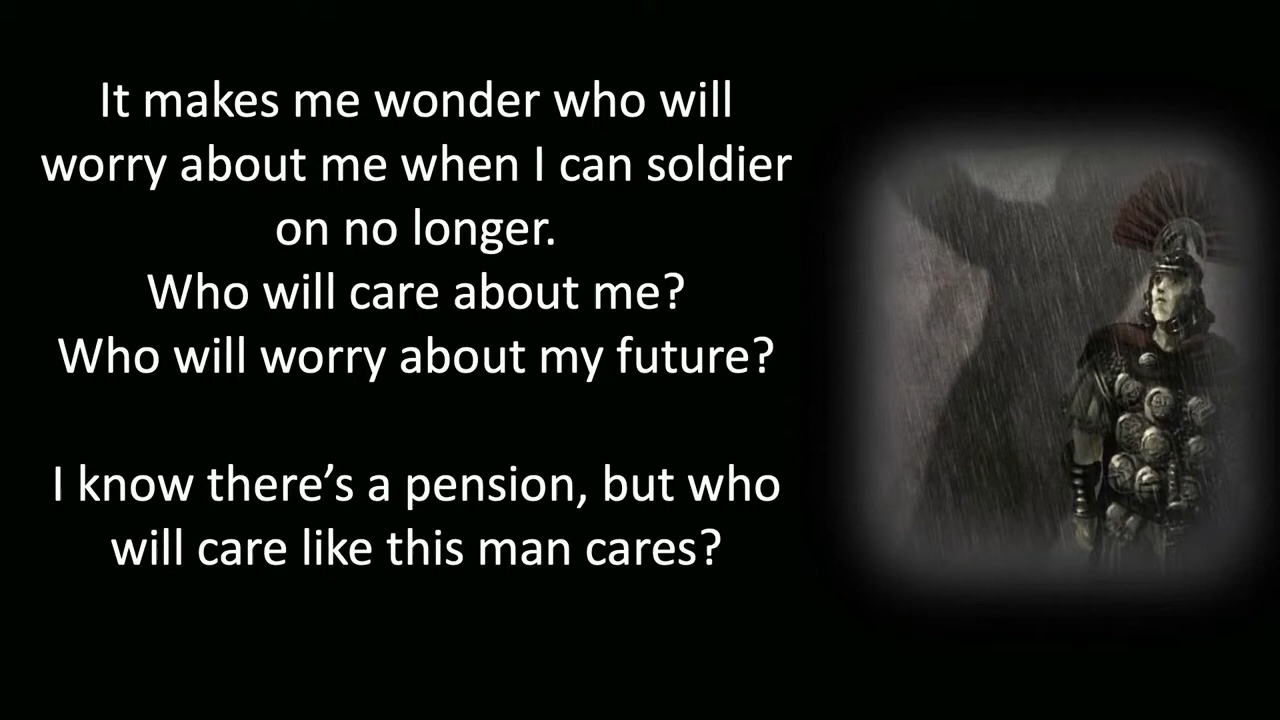 It makes me wonder who will
worry about me when I can soldier
on no longer.
Who will care about me?
Who will worry about my future?
I know there’s a pension, but who
will care like this man cares?